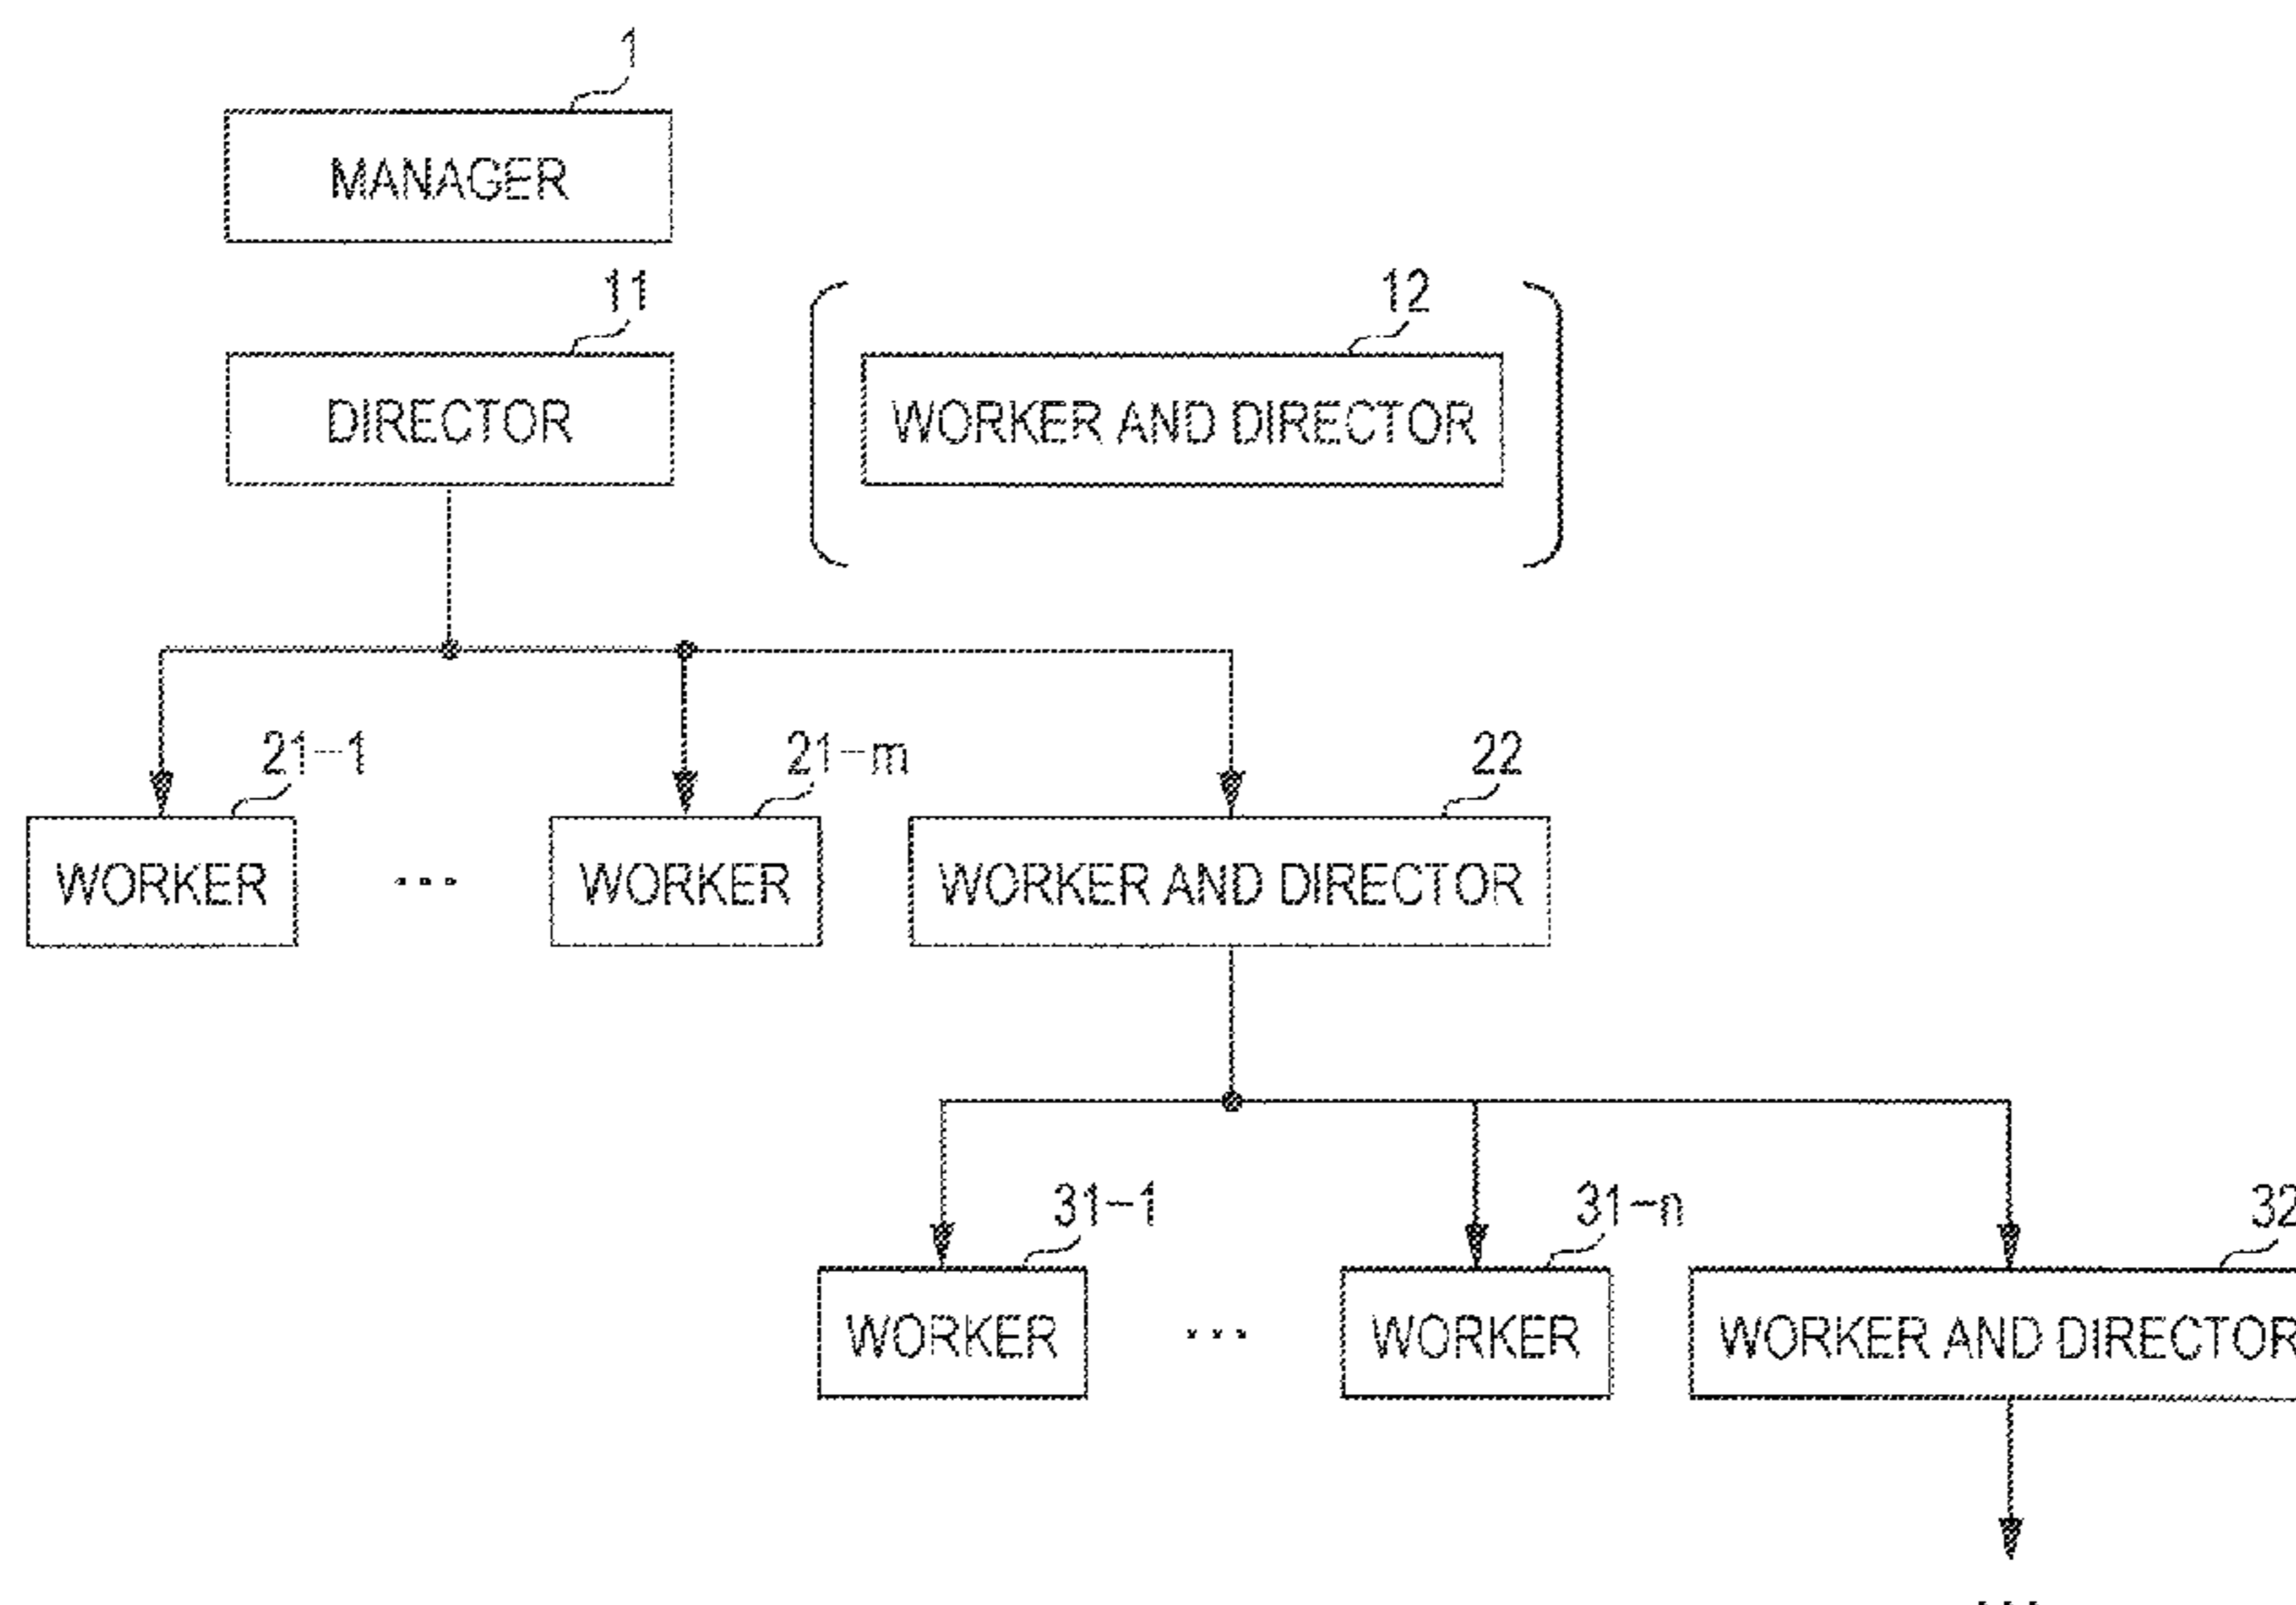 1
MANAGER
11
12
DIRECTOR
WORKER AND DIRECTOR
21-1
21-m
22
WORKER
...
WORKER
WORKER AND DIRECTOR
31-1
31-n
32
WORKER
...
WORKER
WORKER AND DIRECTOR
...